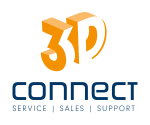 3D
connect
SERVICE | SALES | SUPPORT